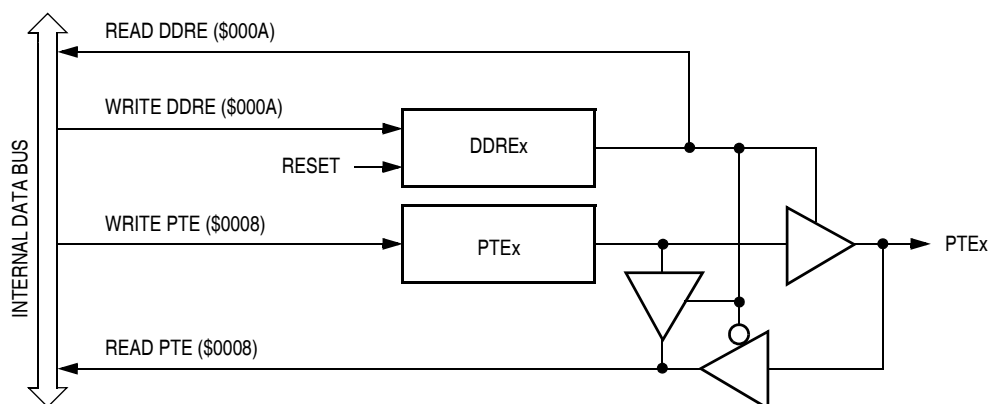 READ DDRE ($000A)
WRITE DDRE ($000A)
DDREx
RESET
INTERNAL DATA BUS
WRITE PTE ($0008)
PTEx
PTEx
READ PTE ($0008)